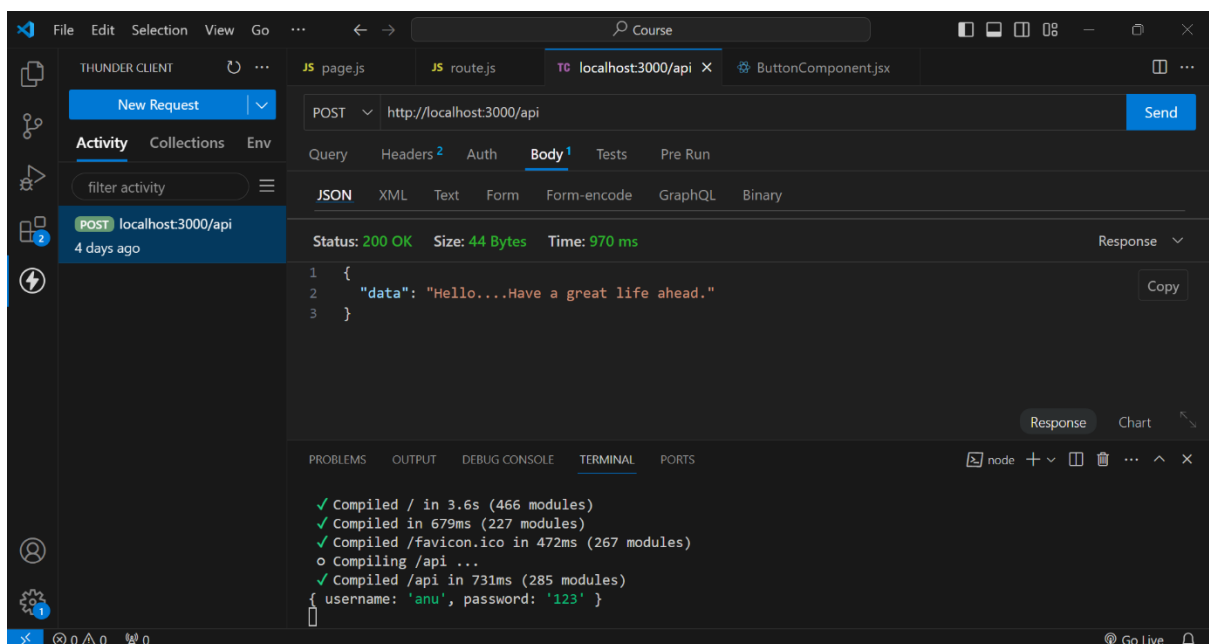 File Edit Selection View Go ··· Course
THUNDER CLIENT ···
JS page.js JS route.js TC localhost:3000/api ButtonComponent.jsx ···
New Request
POST http://localhost:3000/api Send
Activity Collections Env
Query Headers 2 Auth Body 1 Tests Pre Run
filter activity
JSON XML Text Form Form-encode GraphQL Binary
POST localhost:3000/api
4 days ago
2
Status: 200 OK Size: 44 Bytes Time: 970 ms Response
1 {
2 "data": "Hello....Have a great life ahead."
3 }
Copy
Response Chart
PROBLEMS OUTPUT DEBUG CONSOLE TERMINAL PORTS node ···
✓ Compiled / in 3.6s (466 modules)
✓ Compiled in 679ms (227 modules)
✓ Compiled /favicon.ico in 472ms (267 modules)
○ Compiling /api ...
✓ Compiled /api in 731ms (285 modules)
{ username: 'anu', password: '123' }
1
0 0 0 Go Live